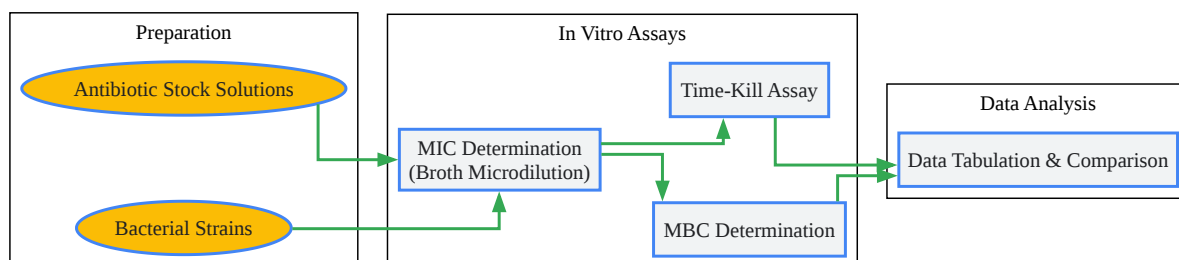 Preparation
Antibiotic Stock Solutions
Bacterial Strains
In Vitro Assays
MIC Determination
(Broth Microdilution)
Time-Kill Assay
MBC Determination
Data Analysis
Data Tabulation & Comparison